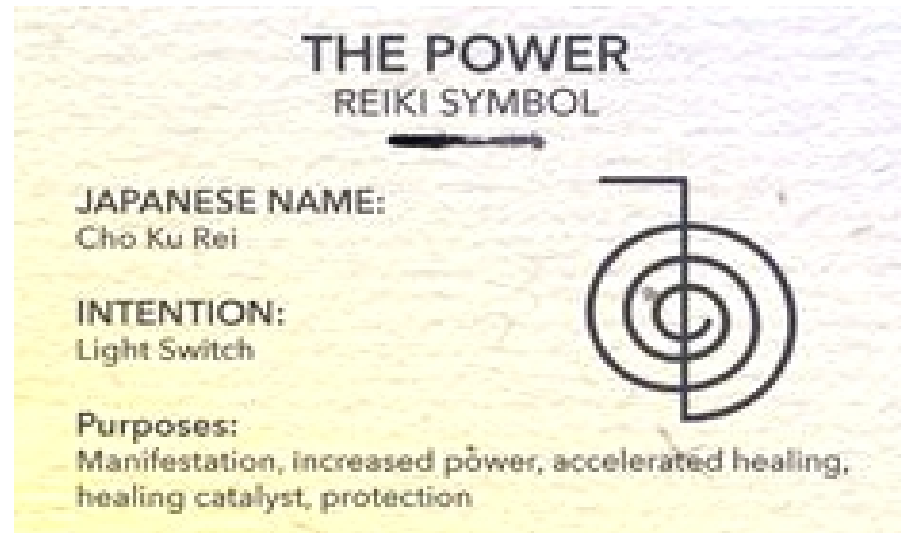 THE POWER
REIKI SYMBOL
JAPANESE NAME:
Cho Ku Rei
INTENTION:
Light Switch
Purposes:
Manifestation, increased power, accelerated healing,
healing catalyst, protection